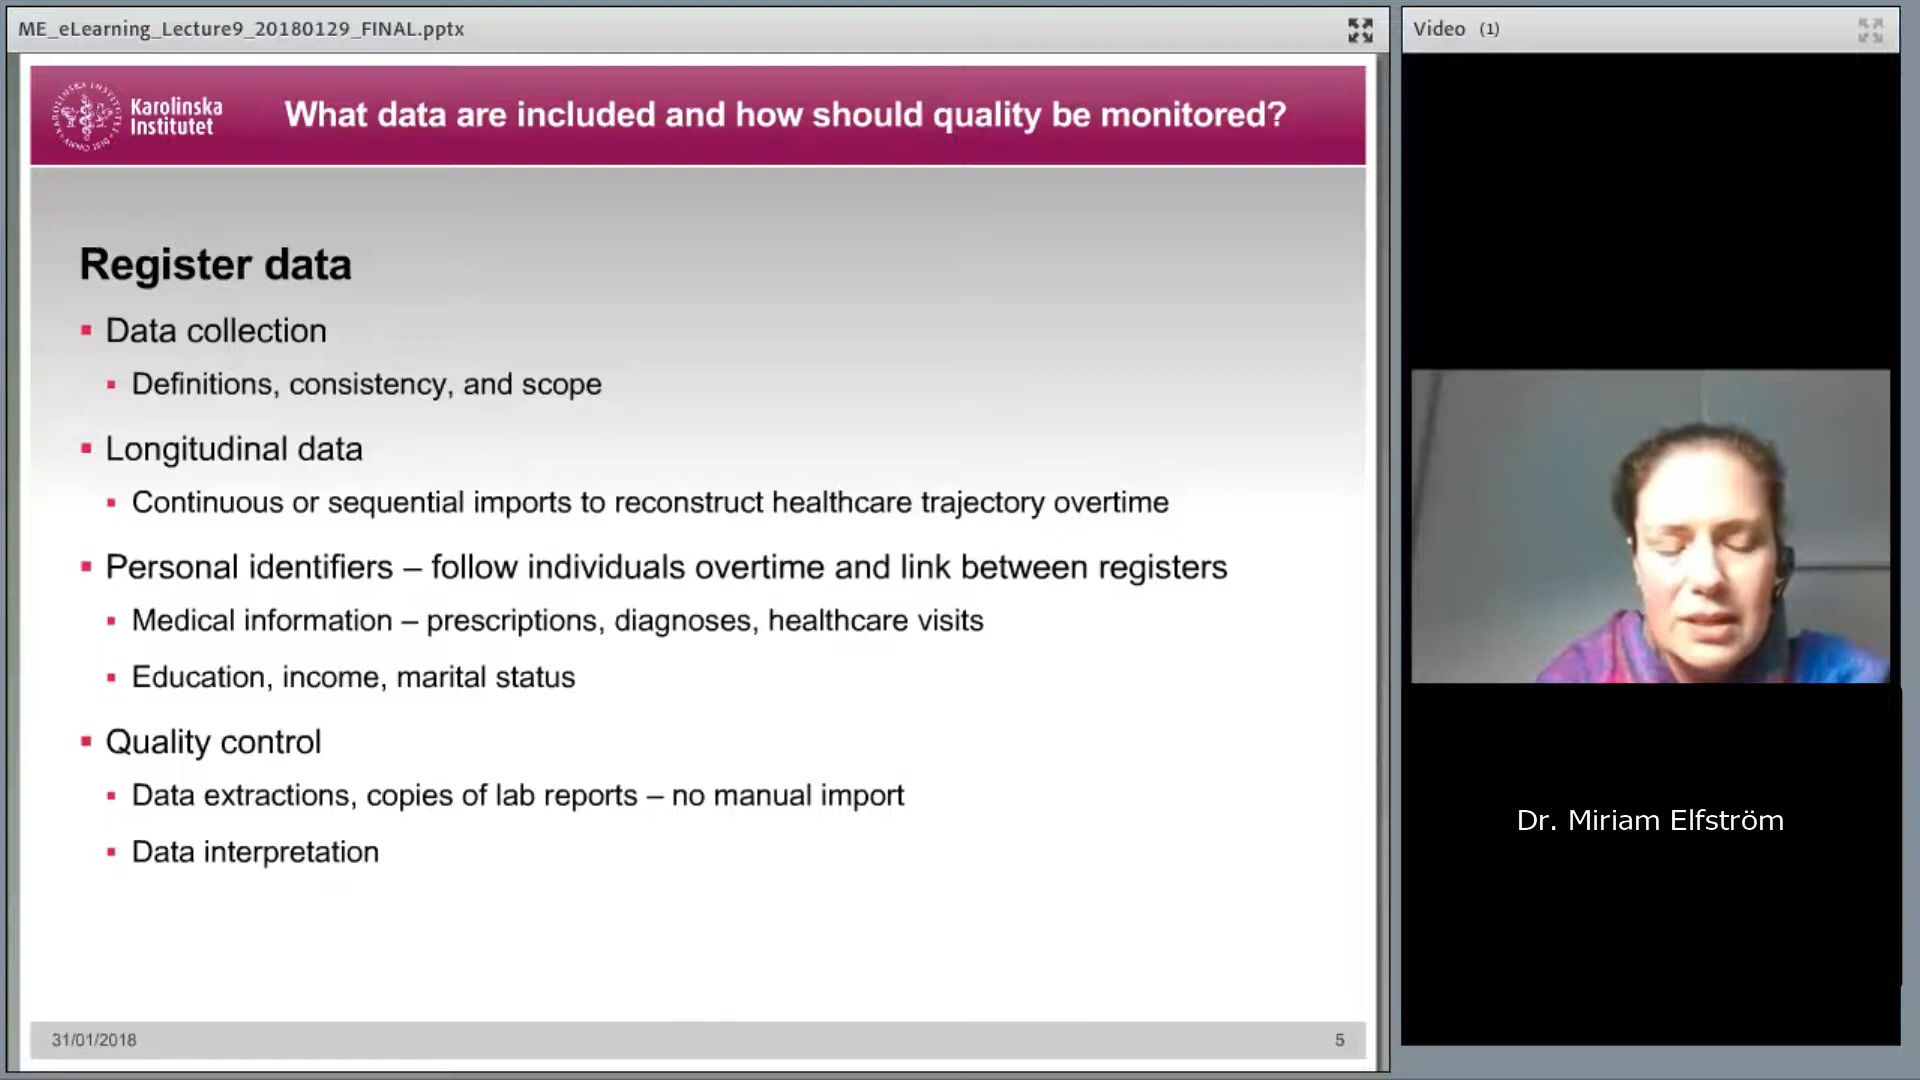 ME_eLearning_Lecture9_20180129_FINAL.pptx
Video (1)
Karolinska
Institutet
What data are included and how should quality be monitored?
Register data
Data collection
Definitions, consistency, and scope
Longitudinal data
Continuous or sequential imports to reconstruct healthcare trajectory overtime
Personal identifiers – follow individuals overtime and link between registers
Medical information – prescriptions, diagnoses, healthcare visits
Education, income, marital status
Quality control
Data extractions, copies of lab reports – no manual import
Data interpretation
31/01/2018
5
Dr. Miriam Elfström